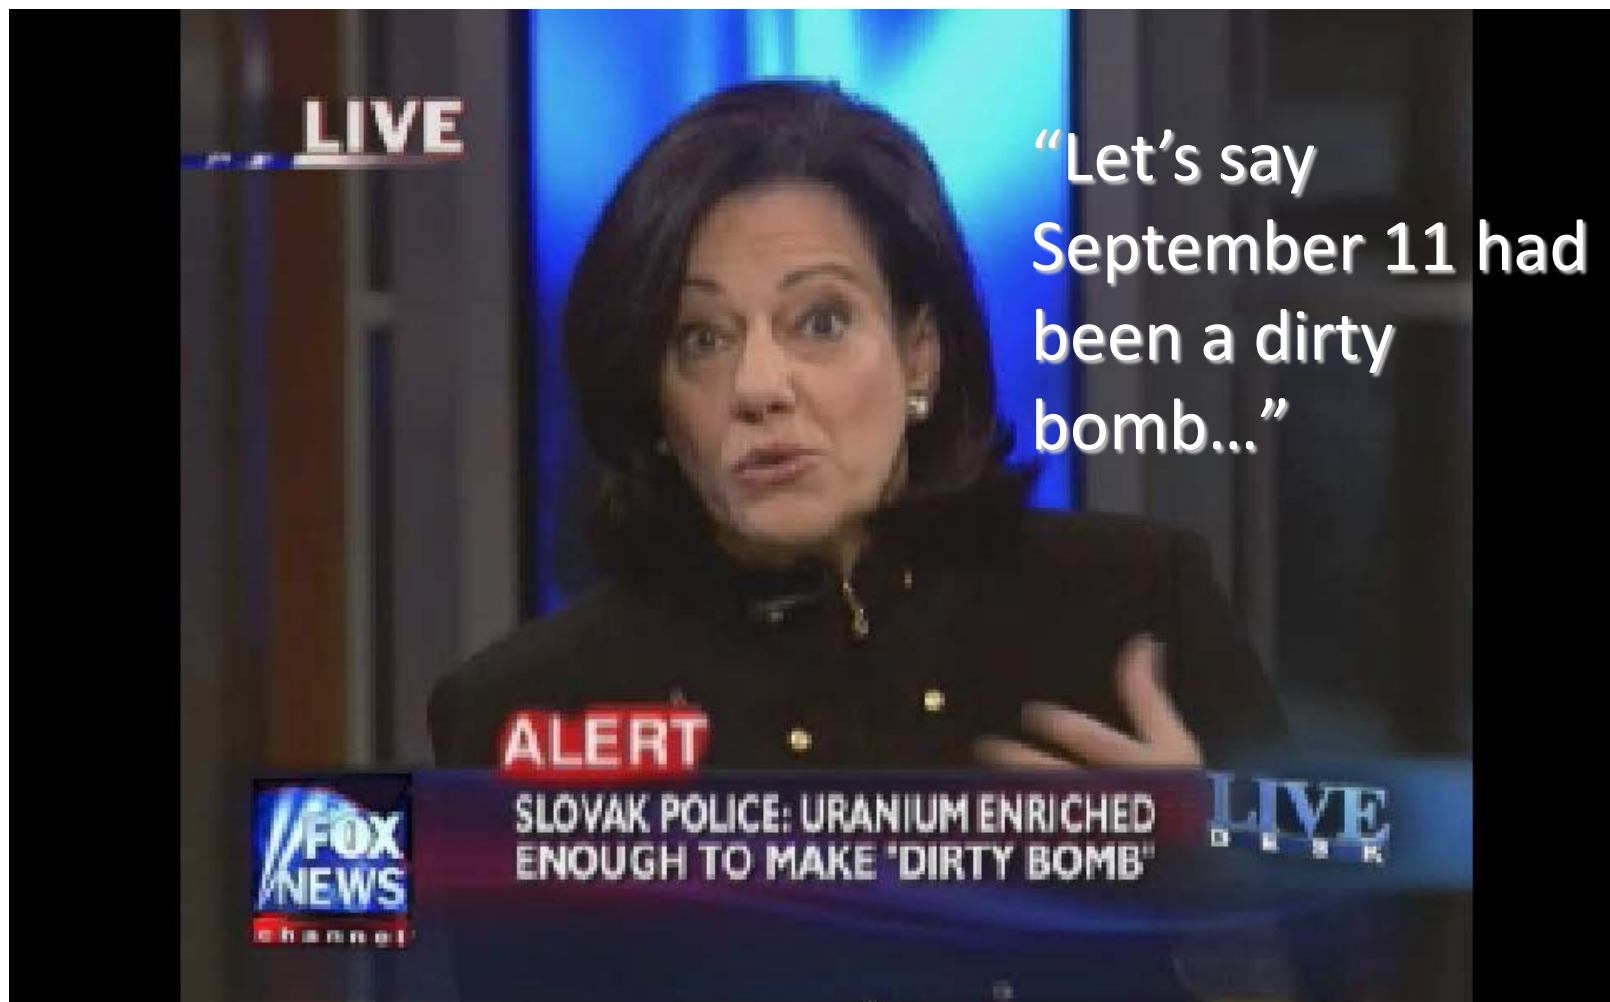 LIVE
“Let’s say
September 11 had
been a dirty
bomb…”
ALERT
SLOVAK POLICE: URANIUM ENRICHED
ENOUGH TO MAKE "DIRTY BOMB"
LIVE
DESK
FOX
NEWS
channel